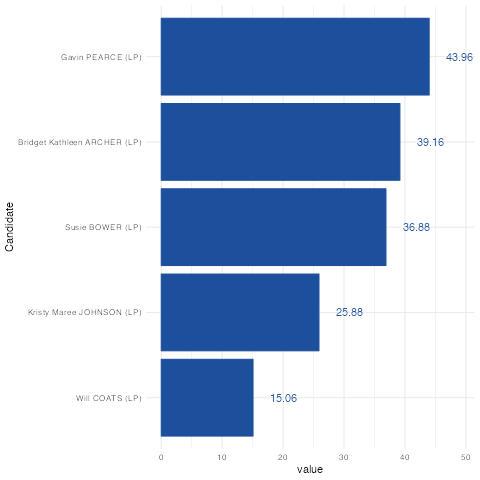 Gavin PEARCE (LP)
43.96
Bridget Kathleen ARCHER (LP)
39.16
Susie BOWER (LP)
36.88
Kristy Maree JOHNSON (LP)
25.88
Will COATS (LP)
15.06
Candidate
0 10 20 30 40 50
value